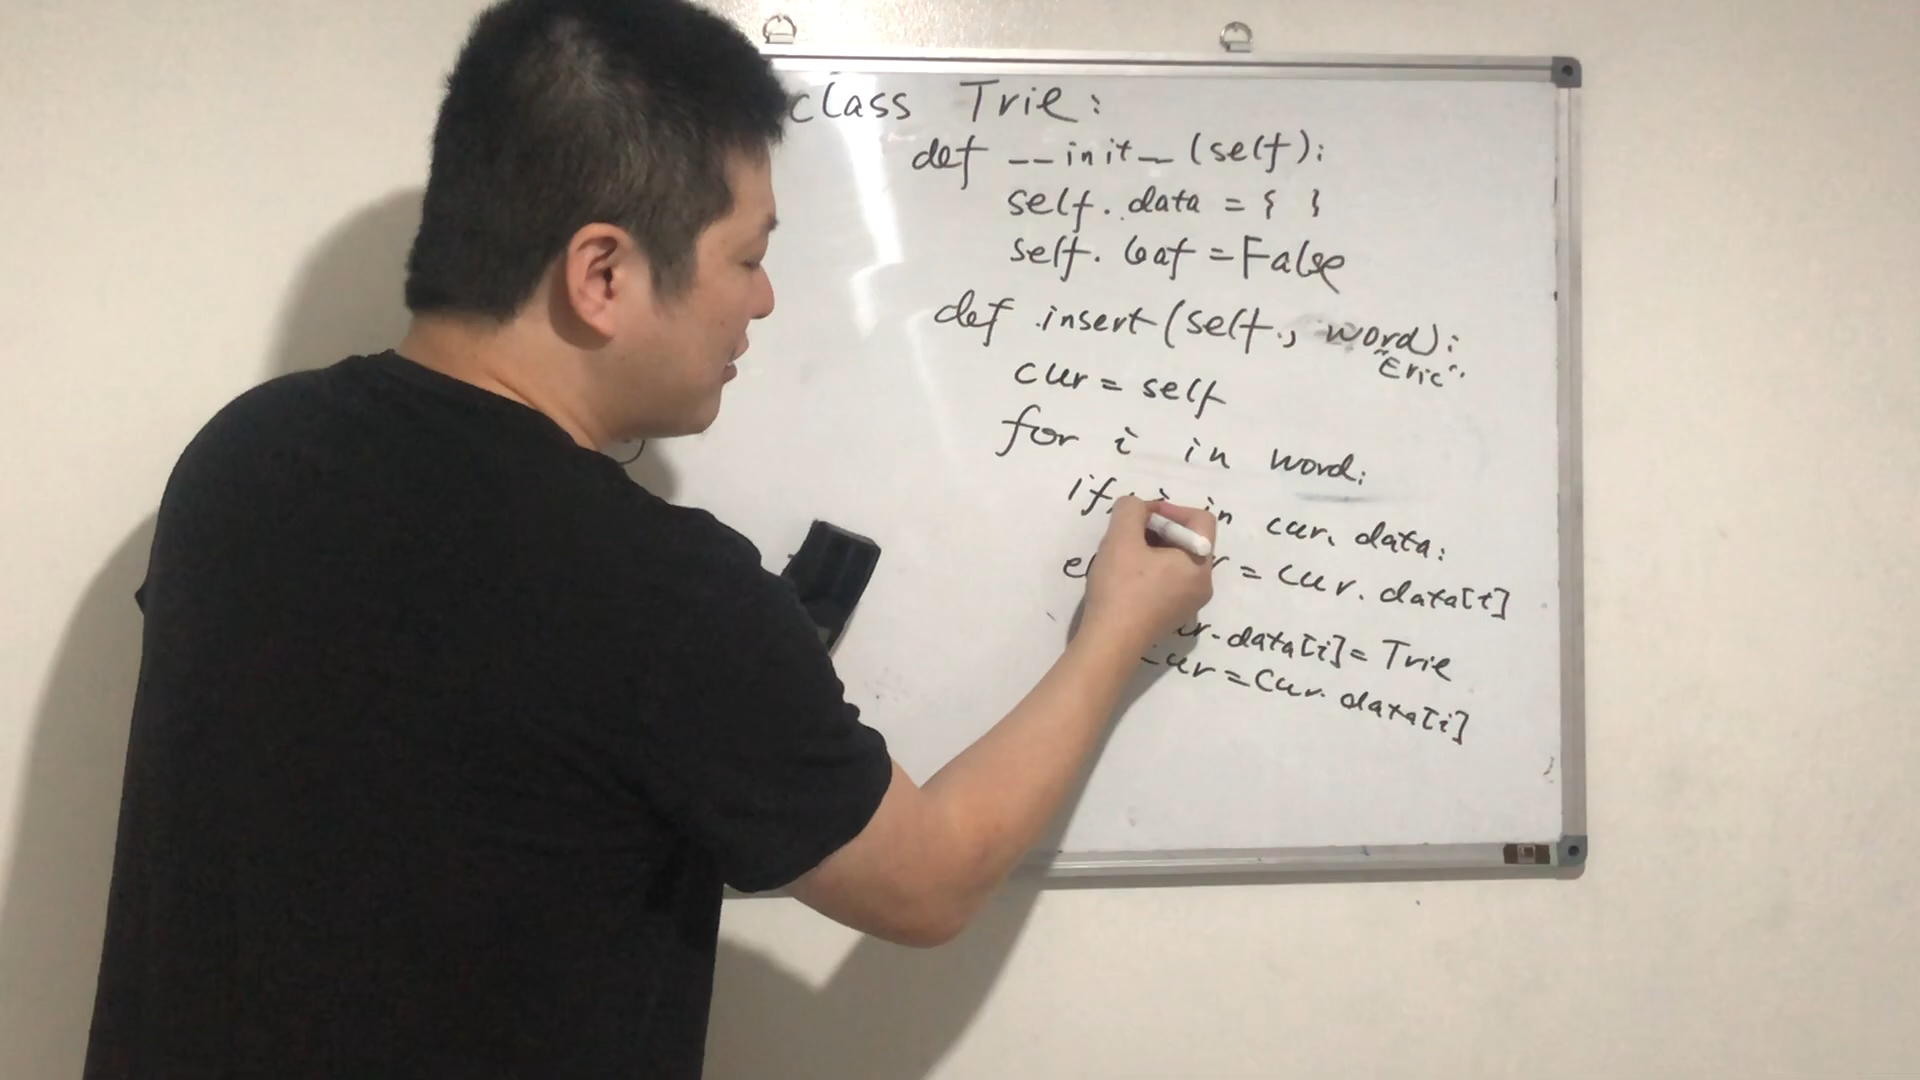 class Trie:
def __init__(self):
self.data = { }
self.leaf = False
def insert(self, word):
"Eric"
cur = self
for i in word:
if i in cur.data:
= cur.data[i]
cur.data[i] = Trie
cur = cur.data[i]